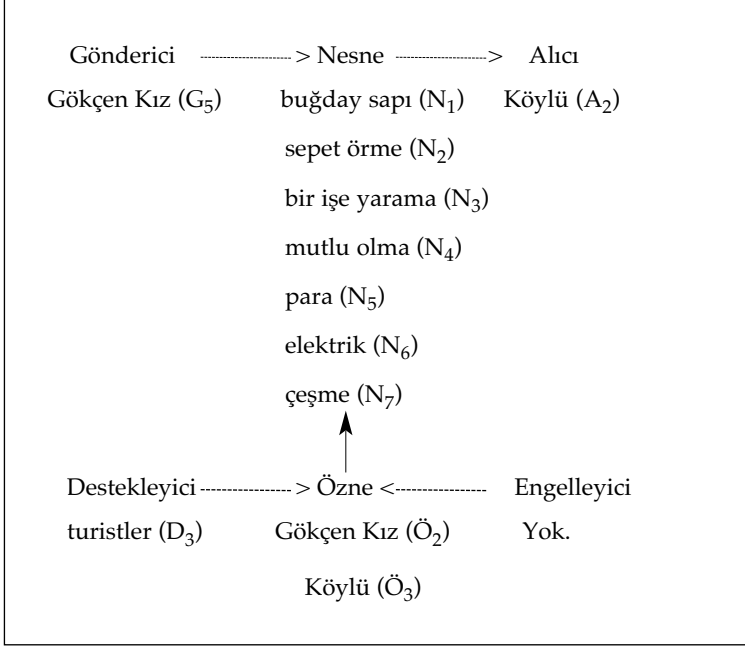 Gönderici ----------> Nesne ----------> Alıcı
Gökçen Kız (G5) buğday sapı (N1) Köylü (A2)
sepet örme (N2)
bir işe yarama (N3)
mutlu olma (N4)
para (N5)
elektrik (N6)
çeşme (N7)
Destekleyici ----------> Özne <---------- Engelleyici
turistler (D3) Gökçen Kız (Ö2) Yok.
Köylü (Ö3)